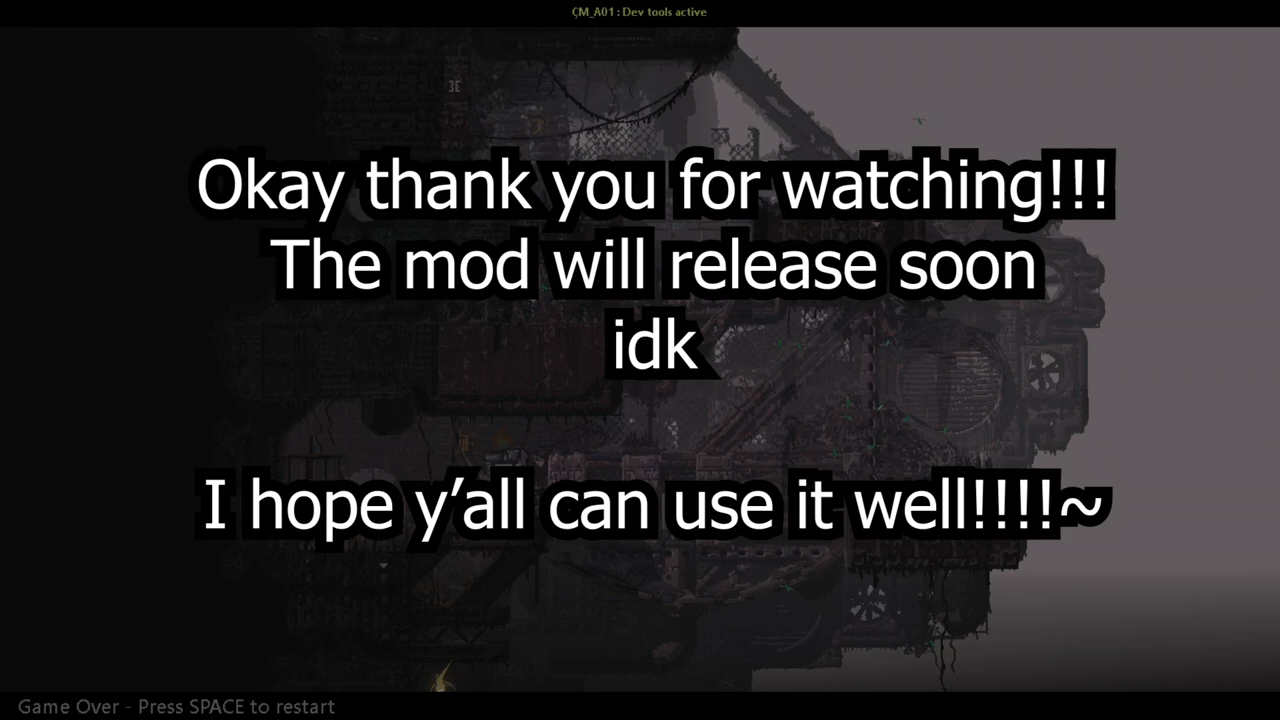 CM_A01 : Dev tools active
Okay thank you for watching!!!
The mod will release soon
idk
I hope y’all can use it well!!!!~
Game Over - Press SPACE to restart